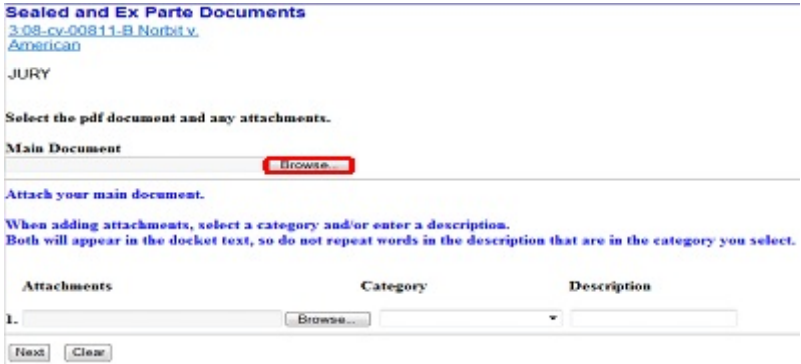 Sealed and Ex Parte Documents
3:08-cv-00811-B Norbit v.
American
JURY
Select the pdf document and any attachments.
Main Document
Browse...
Attach your main document.
When adding attachments, select a category and/or enter a description.
Both will appear in the docket text, so do not repeat words in the description that are in the category you select.
Attachments Category Description
1. Browse...
Next Clear